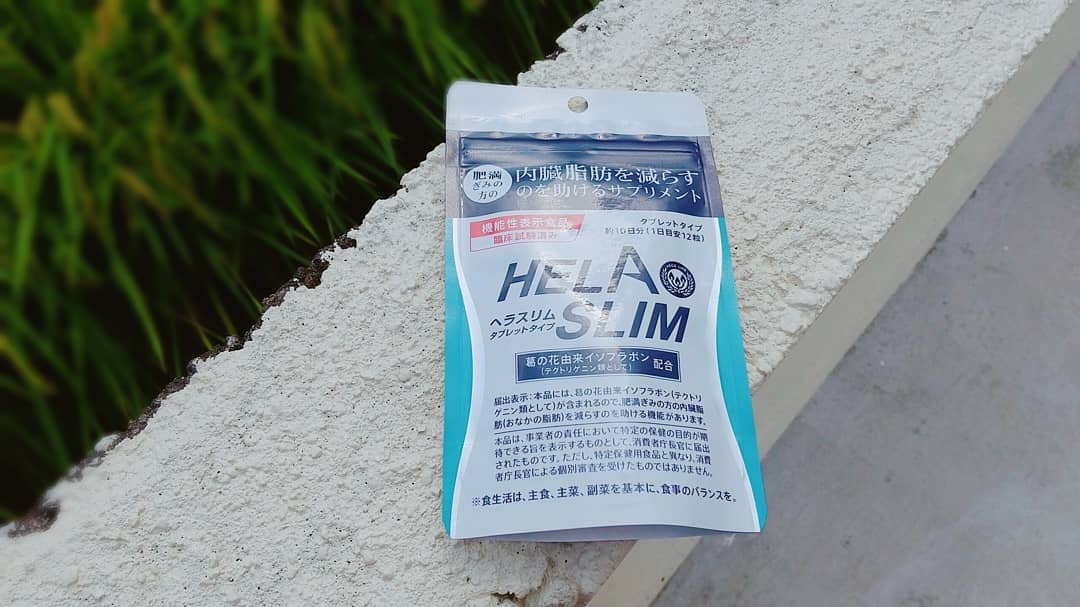 肥満
ぎみの
方の
内臓脂肪を減らす
のを助けるサプリメント
機能性表示食品
臨床試験済み
タブレットタイプ
約10日分(1日目安12粒)
HELA
SLIM
ヘラスリム
タブレットタイプ
葛の花由来イソフラボン
(テクトリゲニン類として)
配合
届出表示:本品には、葛の花由来イソフラボン(テクトリ
ゲニン類として)が含まれるので、肥満ぎみの方の内臓脂
肪(おなかの脂肪)を減らすのを助ける機能があります。
本品は、事業者の責任において特定の保健の目的が期
待できる旨を表示するものとして、消費者庁長官に届出
されたものです。ただし、特定保健用食品と異なり、消費
者庁長官による個別審査を受けたものではありません。
※食生活は、主食、主菜、副菜を基本に、食事のバランスを。